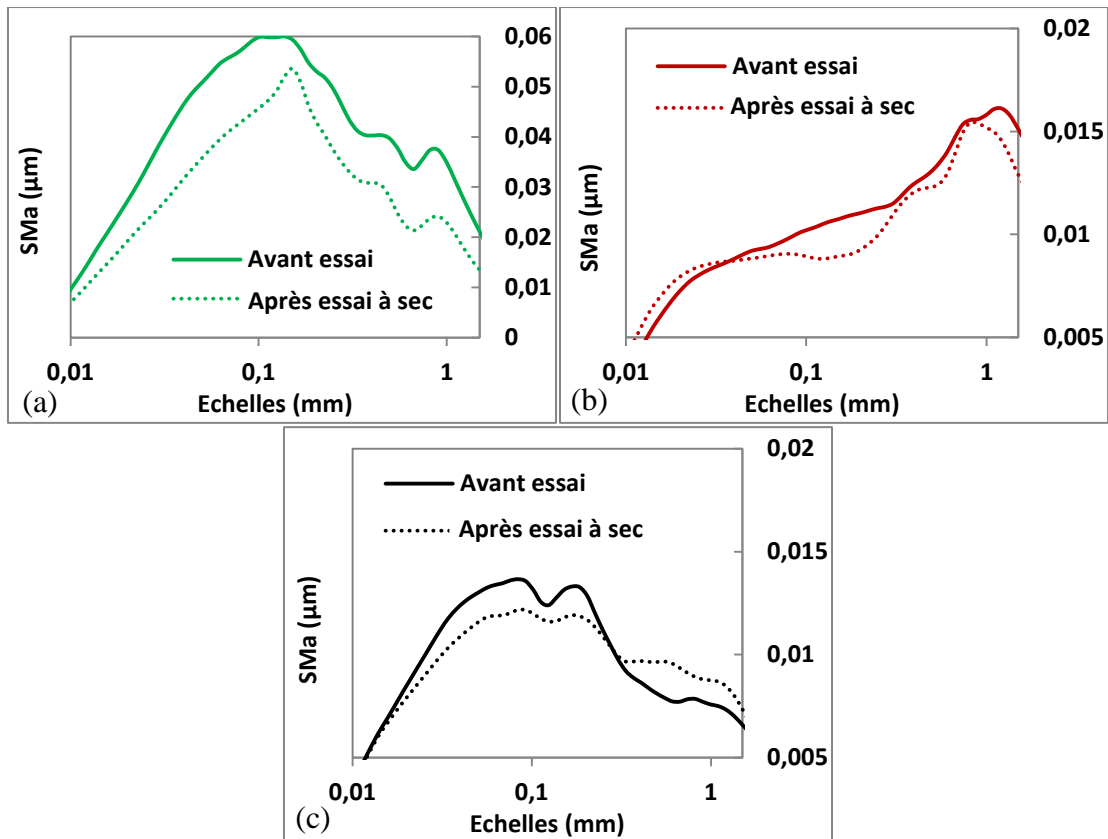 0,06
0,05
0,04
0,03
0,02
0,01
0
SMa (µm)
Avant essai
Après essai à sec
0,01
0,1
1
Echelles (mm)
(a)
0,02
0,015
0,01
0,005
SMa (µm)
Avant essai
Après essai à sec
0,01
0,1
1
Echelles (mm)
(b)
0,02
0,015
0,01
0,005
SMa (µm)
Avant essai
Après essai à sec
0,01
0,1
1
Echelles (mm)
(c)